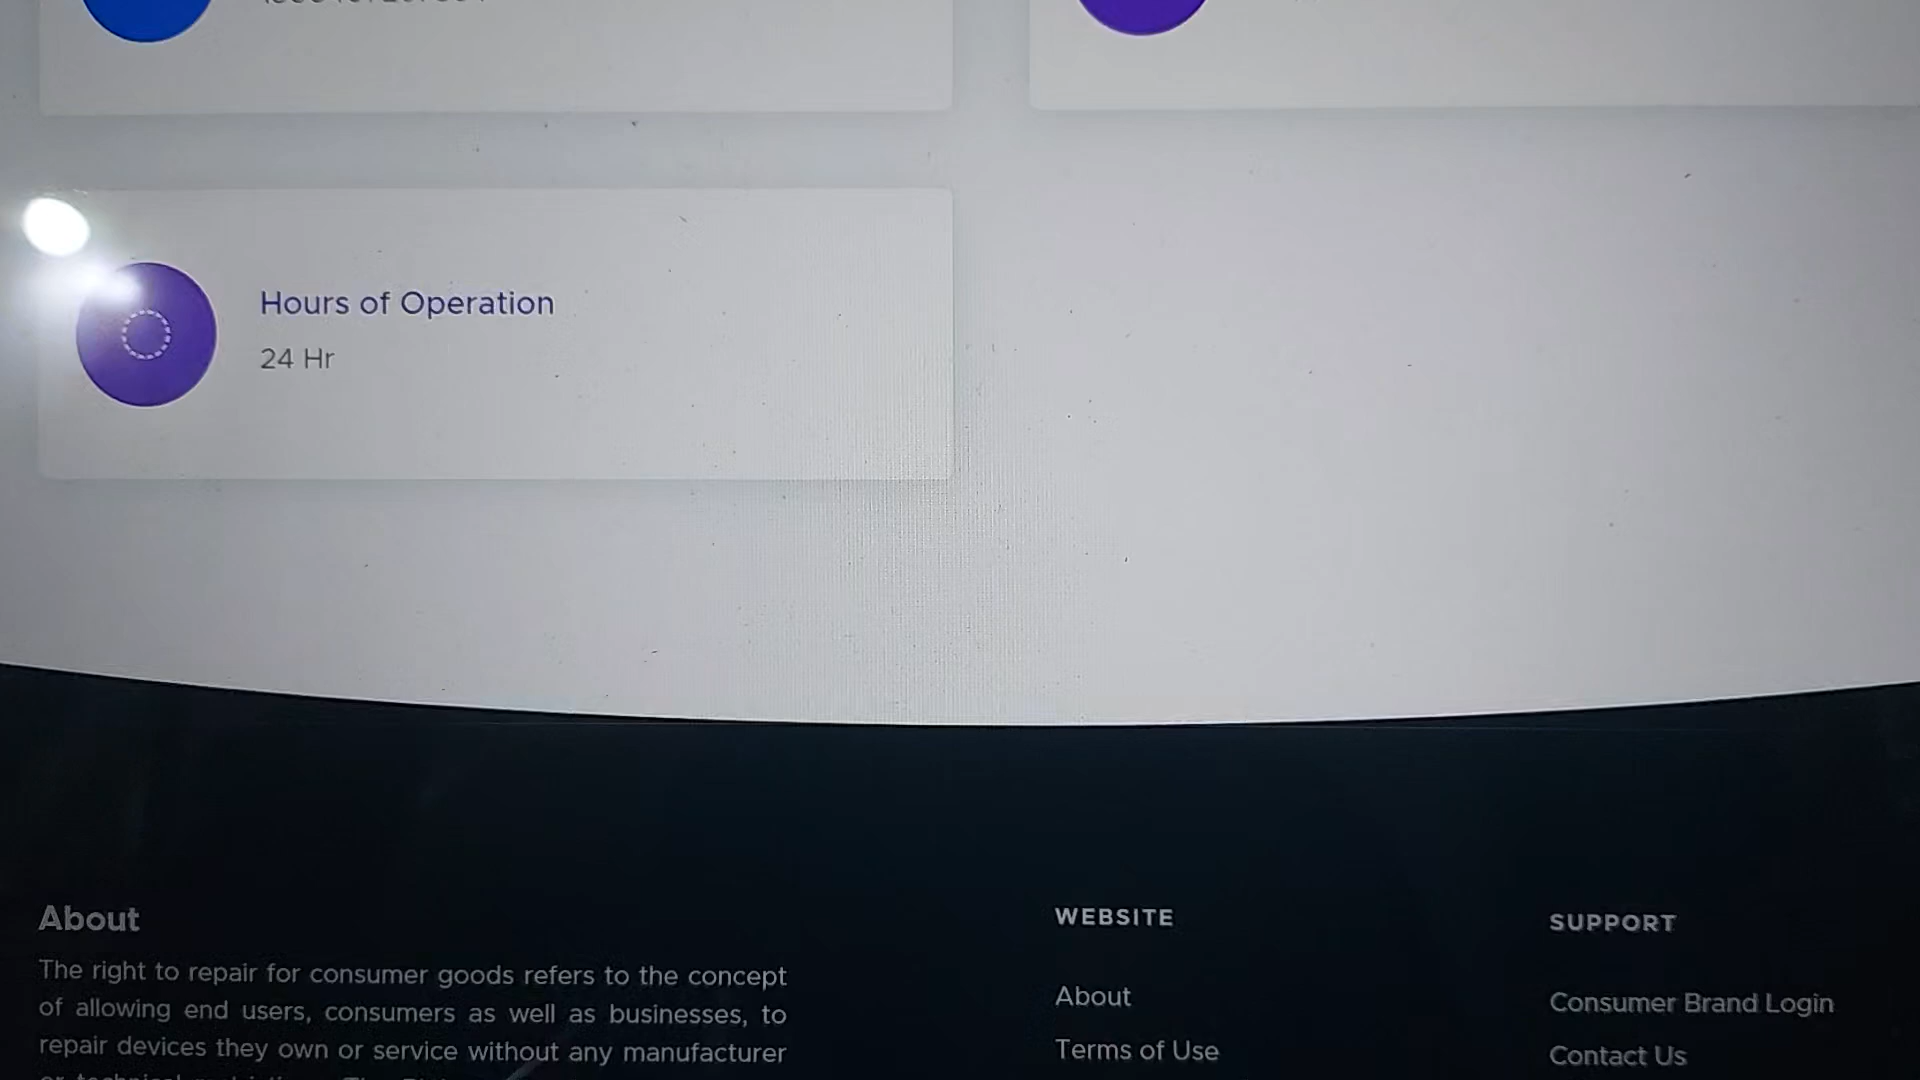 Hours of Operation
24 Hr
About
The right to repair for consumer goods refers to the concept
of allowing end users, consumers as well as businesses, to
repair devices they own or service without any manufacturer
WEBSITE
About
Terms of Use
SUPPORT
Consumer Brand Login
Contact Us